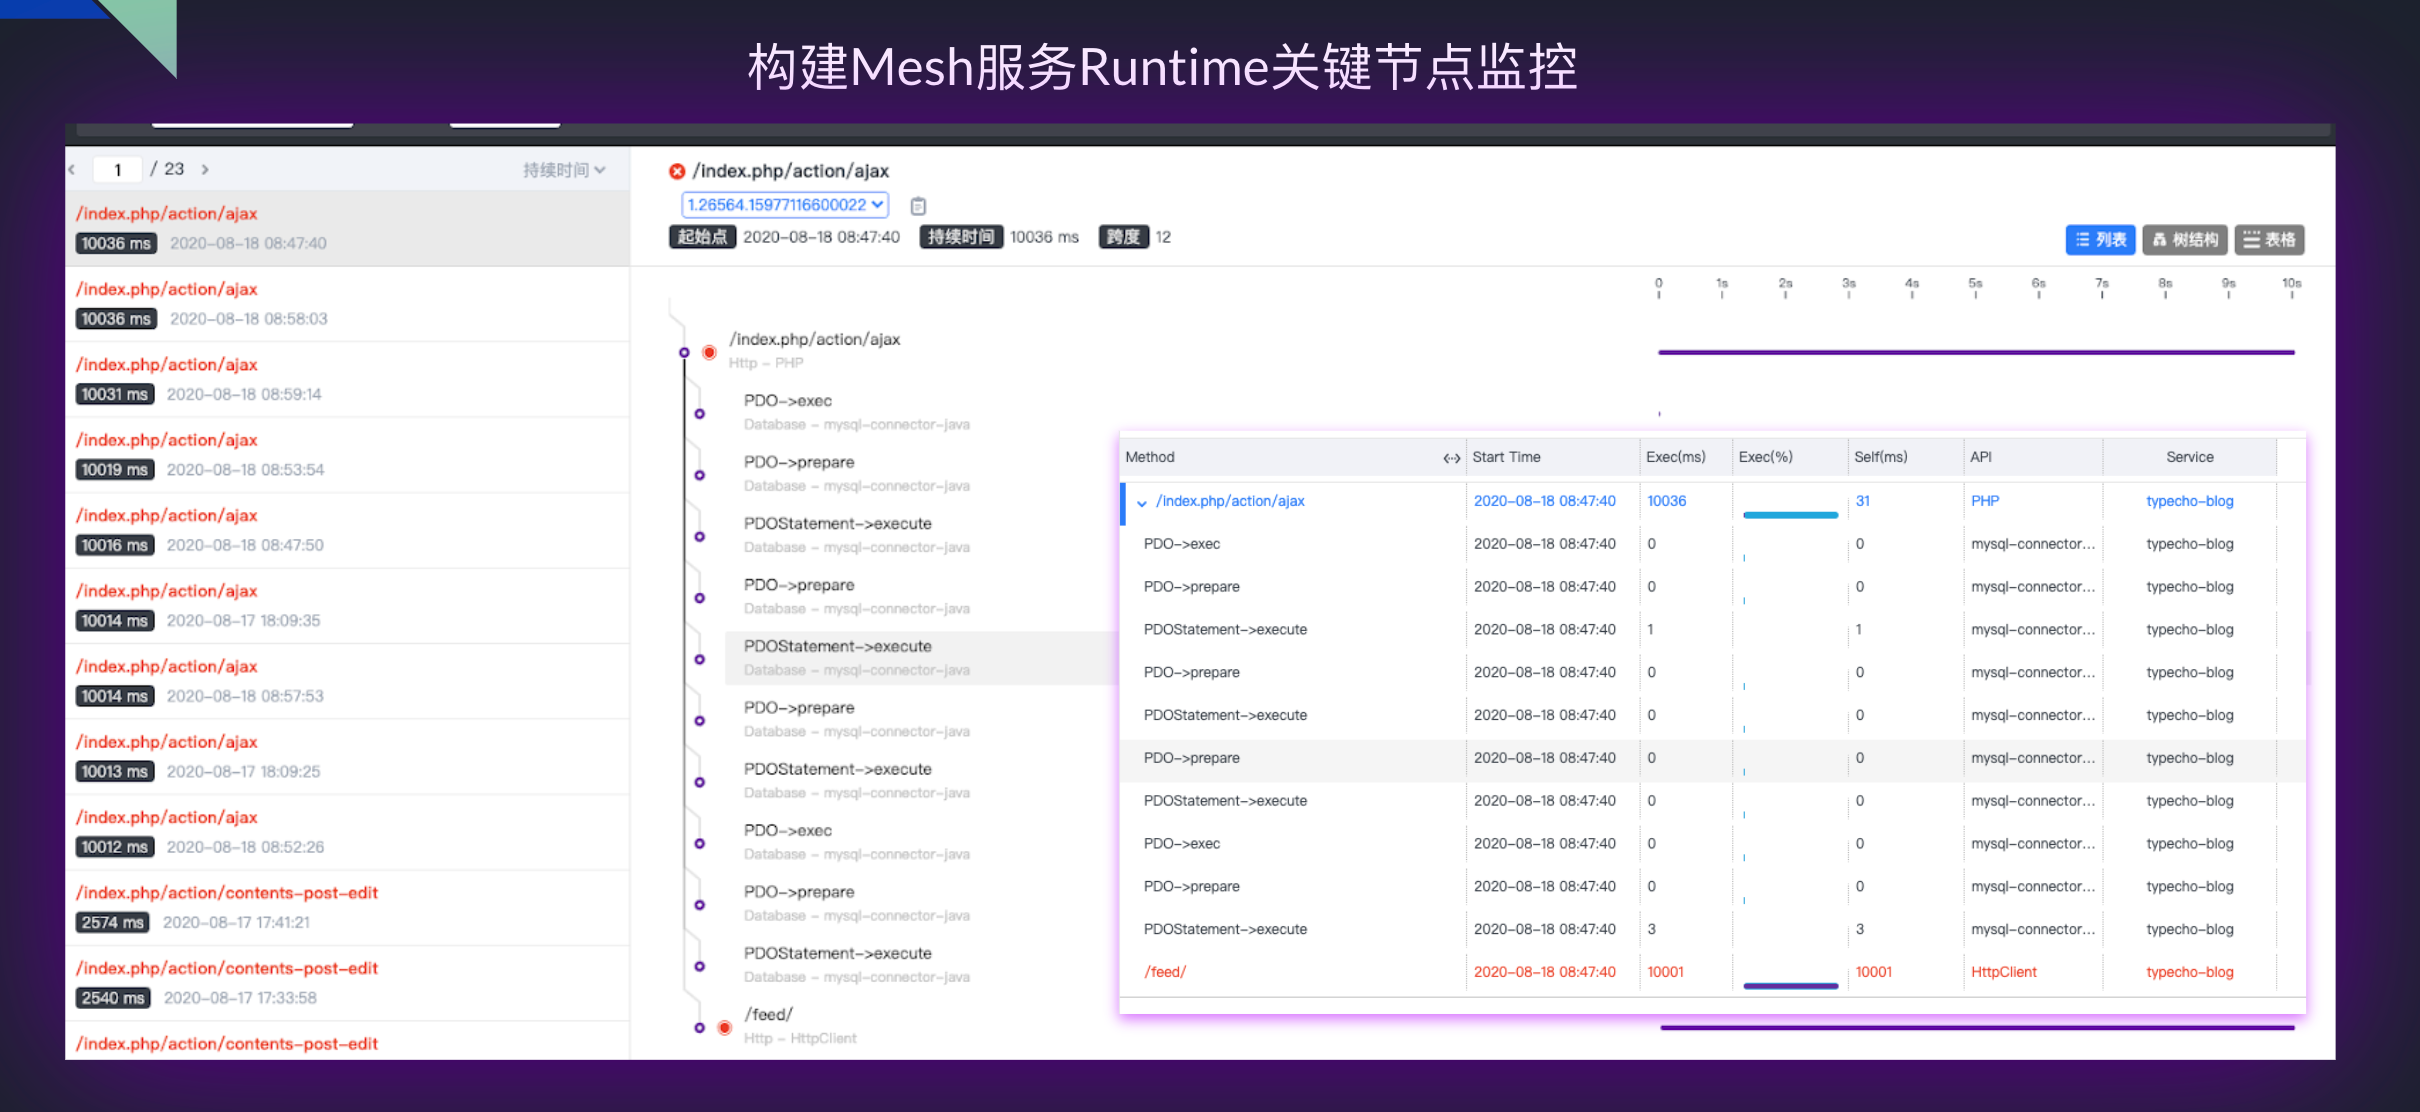 构建Mesh服务Runtime关键节点监控
1 / 23 持续时间
/index.php/action/ajax
10036 ms 2020-08-18 08:47:40
/index.php/action/ajax
10036 ms 2020-08-18 08:58:03
/index.php/action/ajax
10031 ms 2020-08-18 08:59:14
/index.php/action/ajax
10019 ms 2020-08-18 08:53:54
/index.php/action/ajax
10016 ms 2020-08-18 08:47:50
/index.php/action/ajax
10014 ms 2020-08-17 18:09:35
/index.php/action/ajax
10014 ms 2020-08-18 08:57:53
/index.php/action/ajax
10013 ms 2020-08-17 18:09:25
/index.php/action/ajax
10012 ms 2020-08-18 08:52:26
/index.php/action/contents-post-edit
2574 ms 2020-08-17 17:41:21
/index.php/action/contents-post-edit
2540 ms 2020-08-17 17:33:58
/index.php/action/contents-post-edit
/index.php/action/ajax
1.26564.15977116600022
起始点 2020-08-18 08:47:40 持续时间 10036 ms 跨度 12
列表 树结构 表格
0 1s 2s 3s 4s 5s 6s 7s 8s 9s 10s
/index.php/action/ajax
Http - PHP
PDO->exec
Database - mysql-connector-java
PDO->prepare
Database - mysql-connector-java
PDOStatement->execute
Database - mysql-connector-java
PDO->prepare
Database - mysql-connector-java
PDOStatement->execute
Database - mysql-connector-java
PDO->prepare
Database - mysql-connector-java
PDOStatement->execute
Database - mysql-connector-java
PDO->exec
Database - mysql-connector-java
PDO->prepare
Database - mysql-connector-java
PDOStatement->execute
Database - mysql-connector-java
/feed/
Http - HttpClient
Method Start Time Exec(ms) Exec(%) Self(ms) API Service
/index.php/action/ajax 2020-08-18 08:47:40 10036 31 PHP typecho-blog
PDO->exec 2020-08-18 08:47:40 0 0 mysql-connector... typecho-blog
PDO->prepare 2020-08-18 08:47:40 0 0 mysql-connector... typecho-blog
PDOStatement->execute 2020-08-18 08:47:40 1 1 mysql-connector... typecho-blog
PDO->prepare 2020-08-18 08:47:40 0 0 mysql-connector... typecho-blog
PDOStatement->execute 2020-08-18 08:47:40 0 0 mysql-connector... typecho-blog
PDO->prepare 2020-08-18 08:47:40 0 0 mysql-connector... typecho-blog
PDOStatement->execute 2020-08-18 08:47:40 0 0 mysql-connector... typecho-blog
PDO->exec 2020-08-18 08:47:40 0 0 mysql-connector... typecho-blog
PDO->prepare 2020-08-18 08:47:40 0 0 mysql-connector... typecho-blog
PDOStatement->execute 2020-08-18 08:47:40 3 3 mysql-connector... typecho-blog
/feed/ 2020-08-18 08:47:40 10001 10001 HttpClient typecho-blog